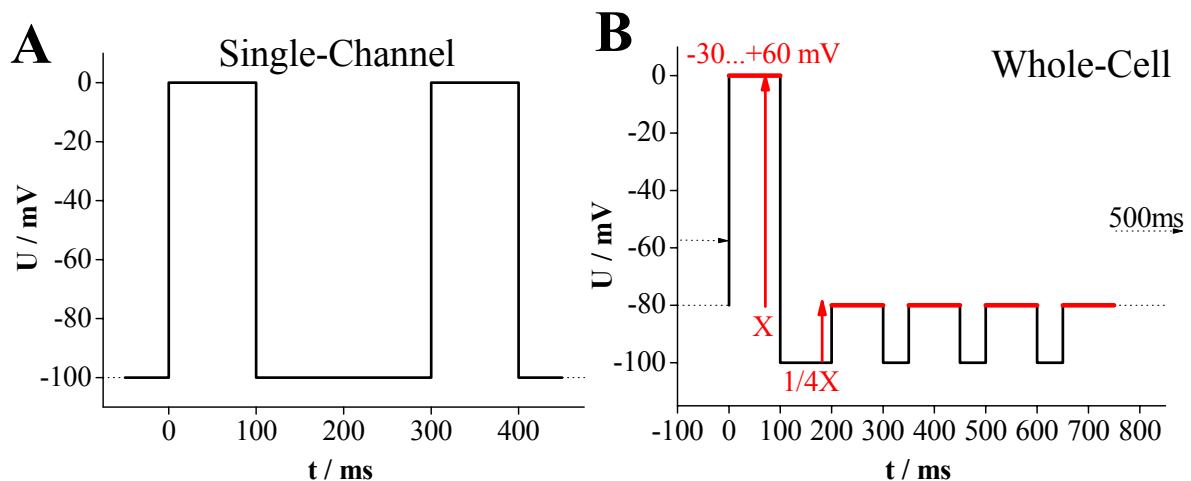 A
Single-Channel
0
-20
-40
-60
-80
-100
U / mV
0 100 200 300 400
t / ms
B
-30...+60 mV
Whole-Cell
0
-20
-40
-60
-80
-100
U / mV
500ms
X
1/4X
-100 0 100 200 300 400 500 600 700 800
t / ms